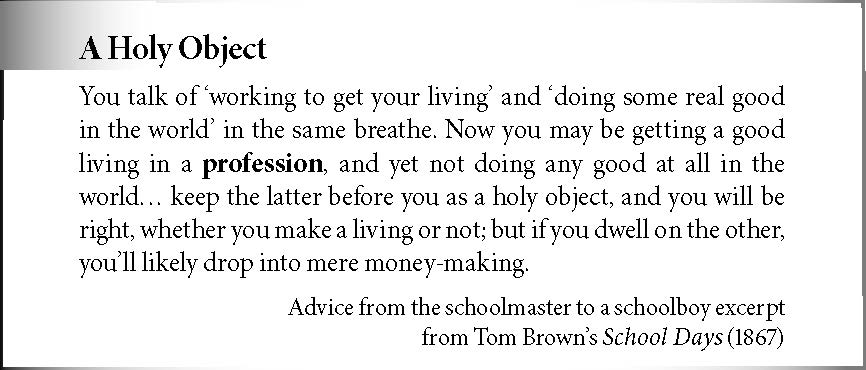 A Holy Object
You talk of ‘working to get your living’ and ‘doing some real good
in the world’ in the same breathe. Now you may be getting a good
living in a profession, and yet not doing any good at all in the
world… keep the latter before you as a holy object, and you will be
right, whether you make a living or not; but if you dwell on the other,
you’ll likely drop into mere money-making.
Advice from the schoolmaster to a schoolboy excerpt
from Tom Brown’s School Days (1867)